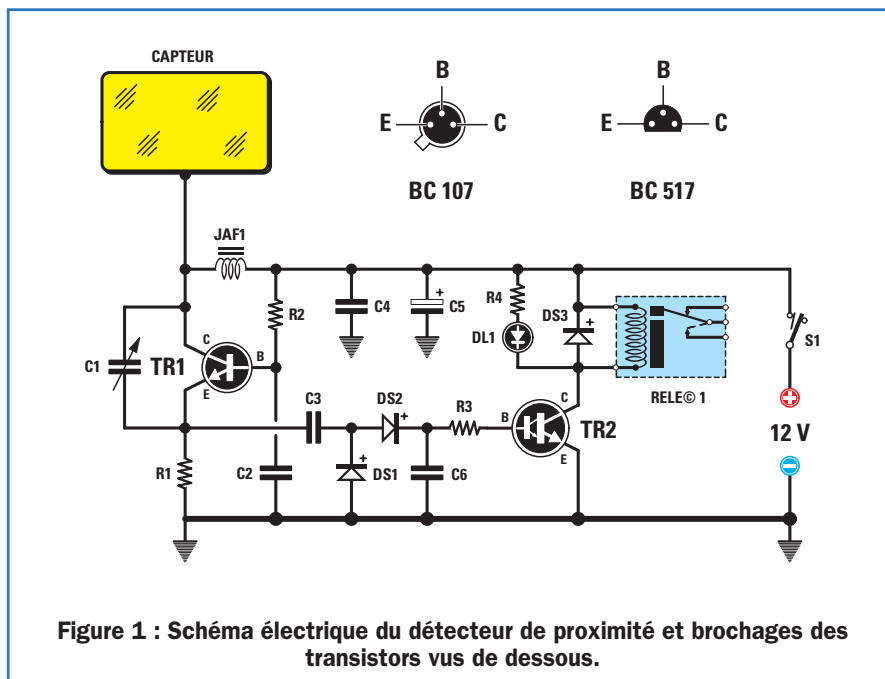 CAPTEUR
B
E C
BC 107
B
E C
BC 517
JAF1
R2
C4
+
C5
R4
DL1
DS3
+
S1
C1
TR1
C
B
E
RELE© 1
C3
DS2
+
R3
C
B
E
TR2
12 V
R1
C2
+
DS1
C6
Figure 1 : Schéma électrique du détecteur de proximité et brochages des
transistors vus de dessous.